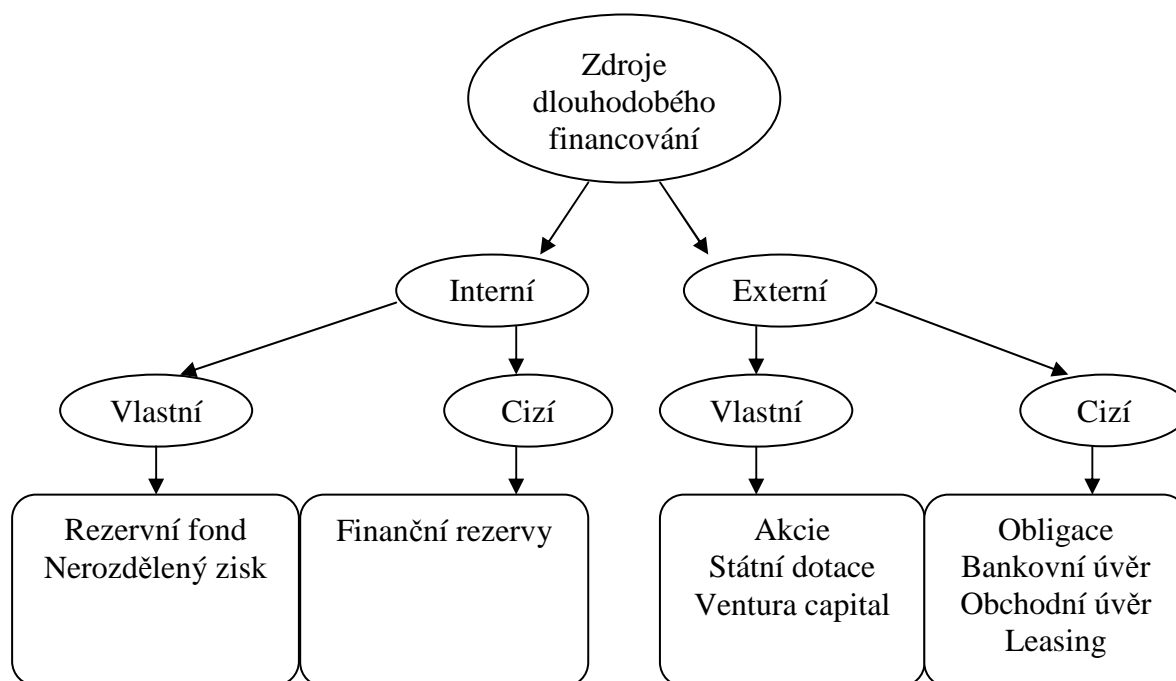 Zdroje
dlouhodobého
financování
Interní
Externí
Vlastní
Cizí
Vlastní
Cizí
Rezervní fond
Nerozdělený zisk
Finanční rezervy
Akcie
Státní dotace
Ventura capital
Obligace
Bankovní úvěr
Obchodní úvěr
Leasing